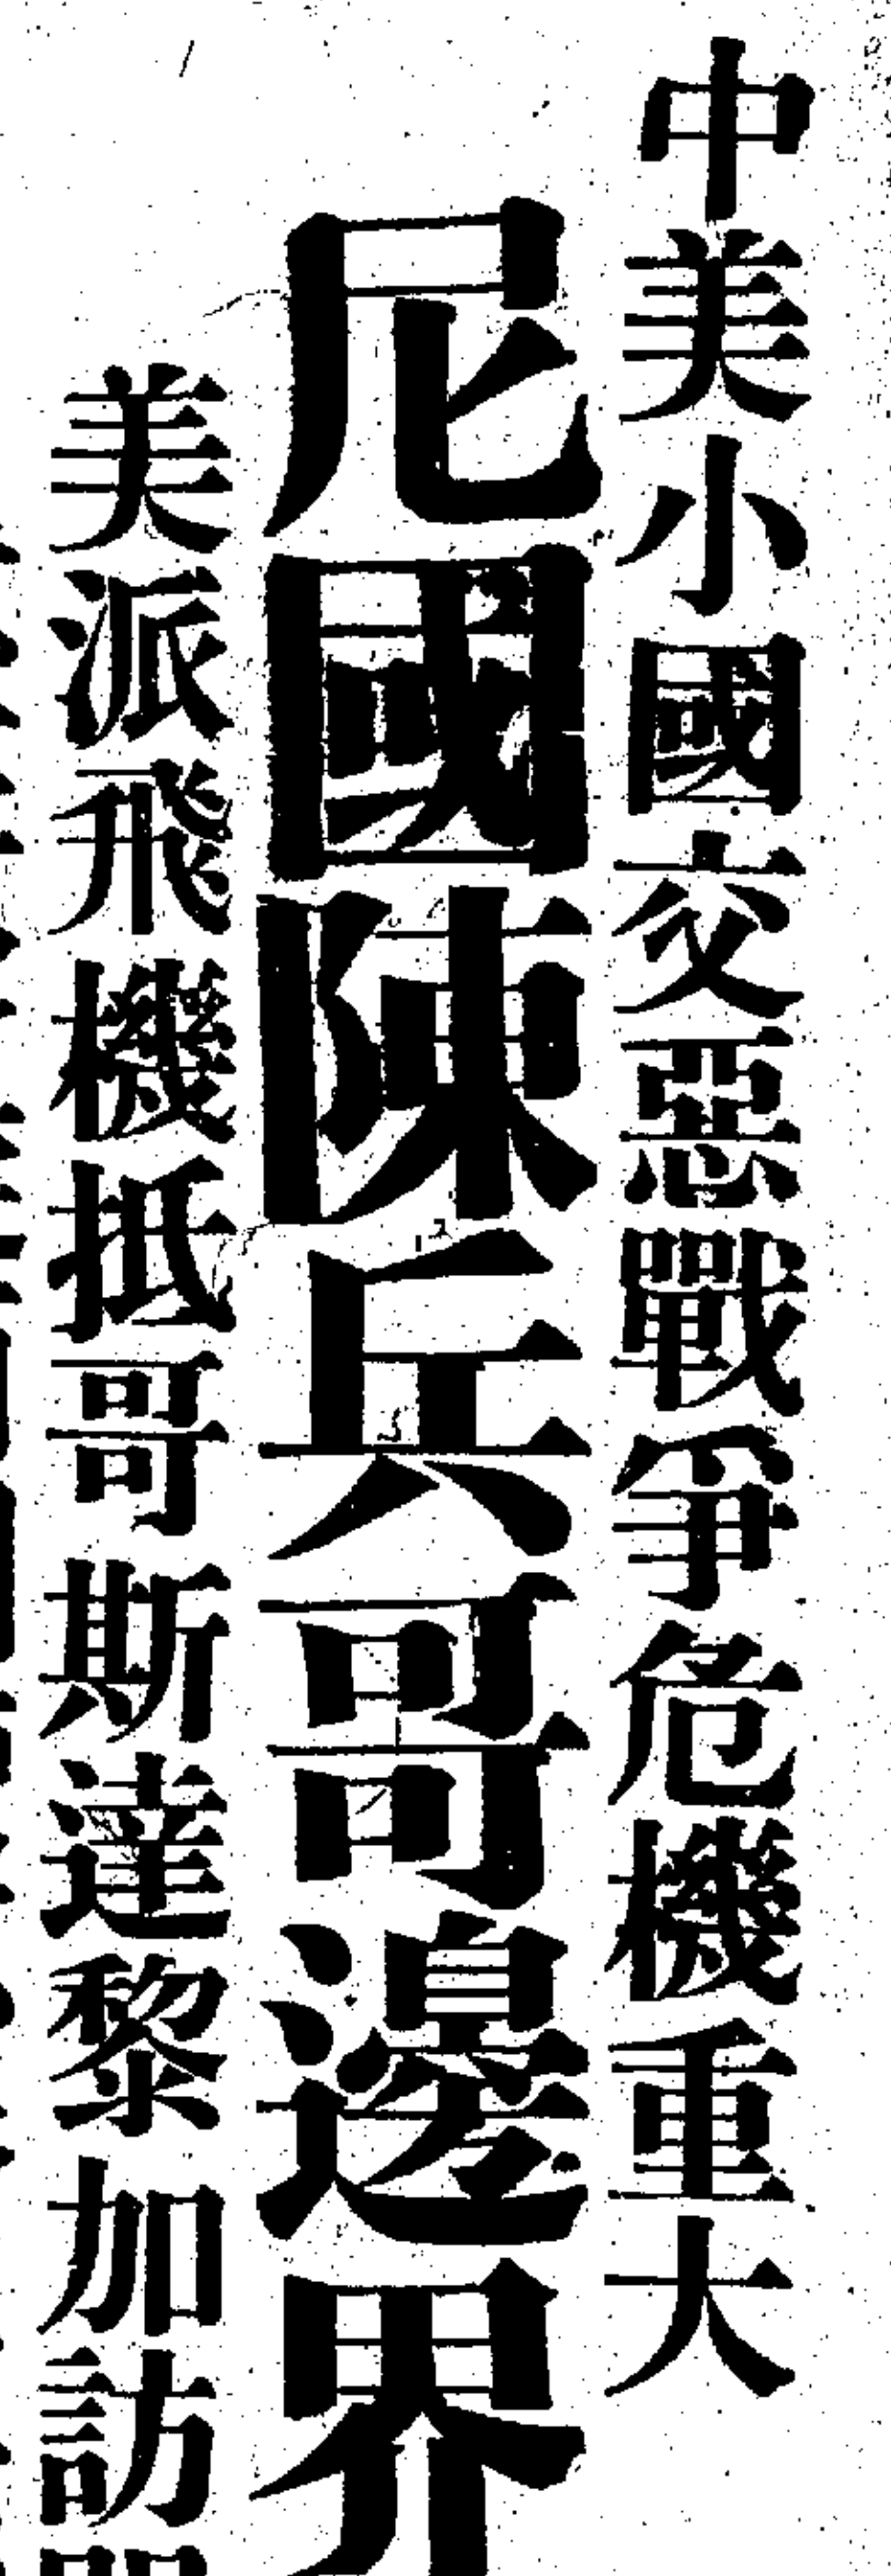 中美小國交惡戰爭危機重大
尼國陳兵哥邊界
美派飛機抵哥斯達黎加訪